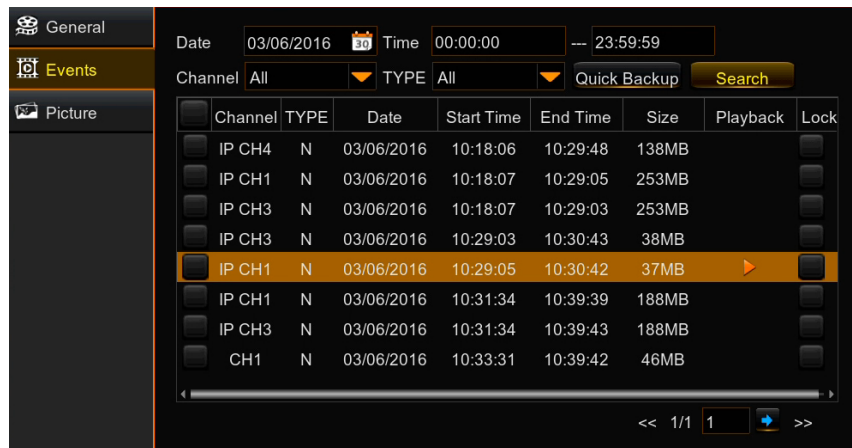 General
Events
Picture
Date 03/06/2016 30 Time 00:00:00 --- 23:59:59
Channel All TYPE All Quick Backup Search
Channel TYPE Date Start Time End Time Size Playback Lock
IP CH4 N 03/06/2016 10:18:06 10:29:48 138MB
IP CH1 N 03/06/2016 10:18:07 10:29:05 253MB
IP CH3 N 03/06/2016 10:18:07 10:29:03 253MB
IP CH3 N 03/06/2016 10:29:03 10:30:43 38MB
IP CH1 N 03/06/2016 10:29:05 10:30:42 37MB
IP CH1 N 03/06/2016 10:31:34 10:39:39 188MB
IP CH3 N 03/06/2016 10:31:34 10:39:43 188MB
CH1 N 03/06/2016 10:33:31 10:39:42 46MB
<< 1/1 1 >>